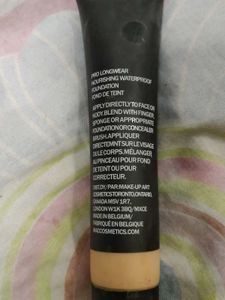 PRO LONGWEAR
NOURISHING WATERPROOF
FOUNDATION
FOND DE TEINT
APPLY DIRECTLY TO FACE OR
BODY. BLEND WITH FINGER,
SPONGE OR APPROPRIATE
FOUNDATION OR CONCEALER
BRUSH. APPLIQUER
DIRECTEMENT SUR LE VISAGE
OU LE CORPS. MÉLANGER
AU PINCEAU POUR FOND
DE TEINT OU POUR
CORRECTEUR.
DIST. DY/PAR: MAKE-UP ART
COSMETICS TORONTO, ONTARIO,
CANADA M5V 1R7,
LONDON W1K 3BQ/NIXCE
MADE IN BELGIUM/
FABRIQUÉ EN BELGIQUE
MACCOSMETICS.COM